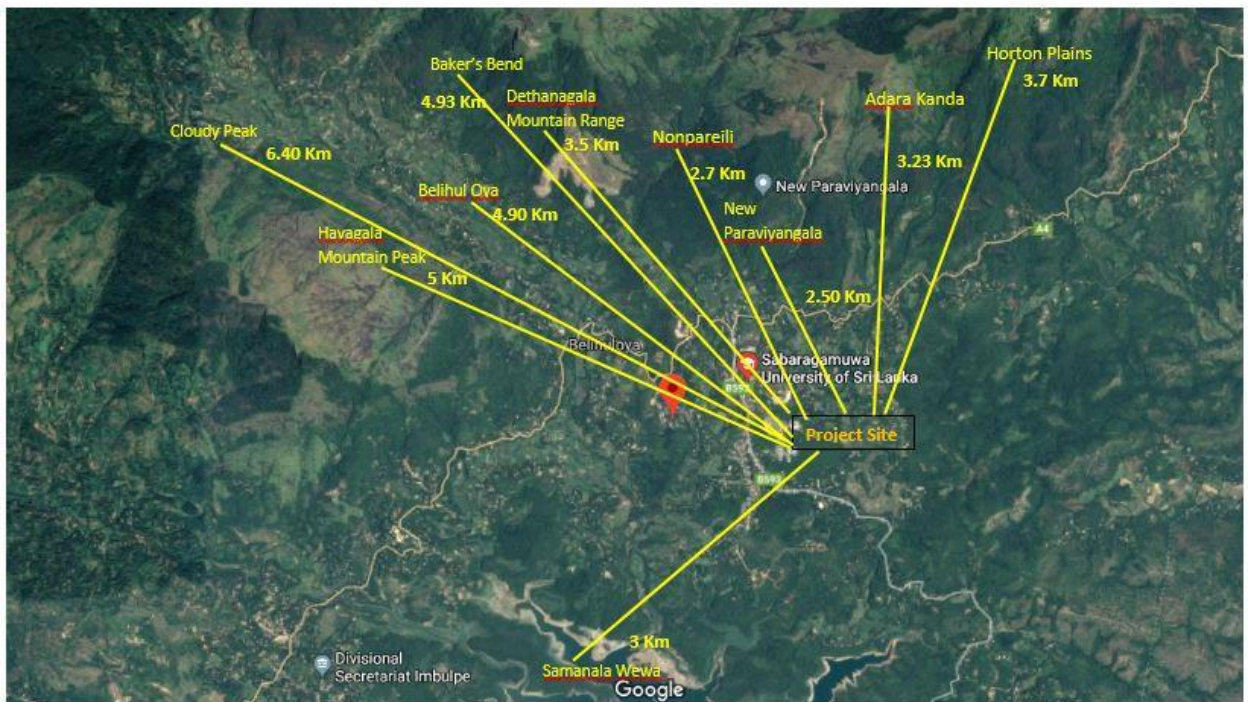 Horton Plains
3.7 Km
Baker's Bend
4.93 Km
Dethanagala
Mountain Range
3.5 Km
Adara Kanda
3.23 Km
Cloudy Peak
6.40 Km
Nonpareili
2.7 Km
New Paraviyangala
Belihul Oya
4.90 Km
New
Paraviyangala
2.50 Km
Havagala
Mountain Peak
5 Km
A4
Belihuloya
Sabaragamuwa
University of Sri Lanka
B593
Project Site
B593
3 Km
Samanala Wewa
Divisional
Secretariat Imbulpe
Google